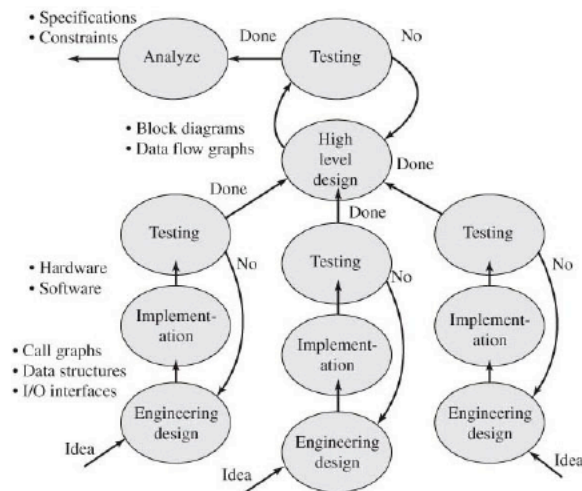 • Specifications
• Constraints
Done
No
Analyze
Testing
• Block diagrams
• Data flow graphs
High
level
design
Done
Done
Done
Testing
Testing
Testing
No
No
No
• Hardware
• Software
Implement-
ation
Implement-
ation
Implement-
ation
• Call graphs
• Data structures
• I/O interfaces
Engineering
design
Engineering
design
Engineering
design
Idea
Idea
Idea